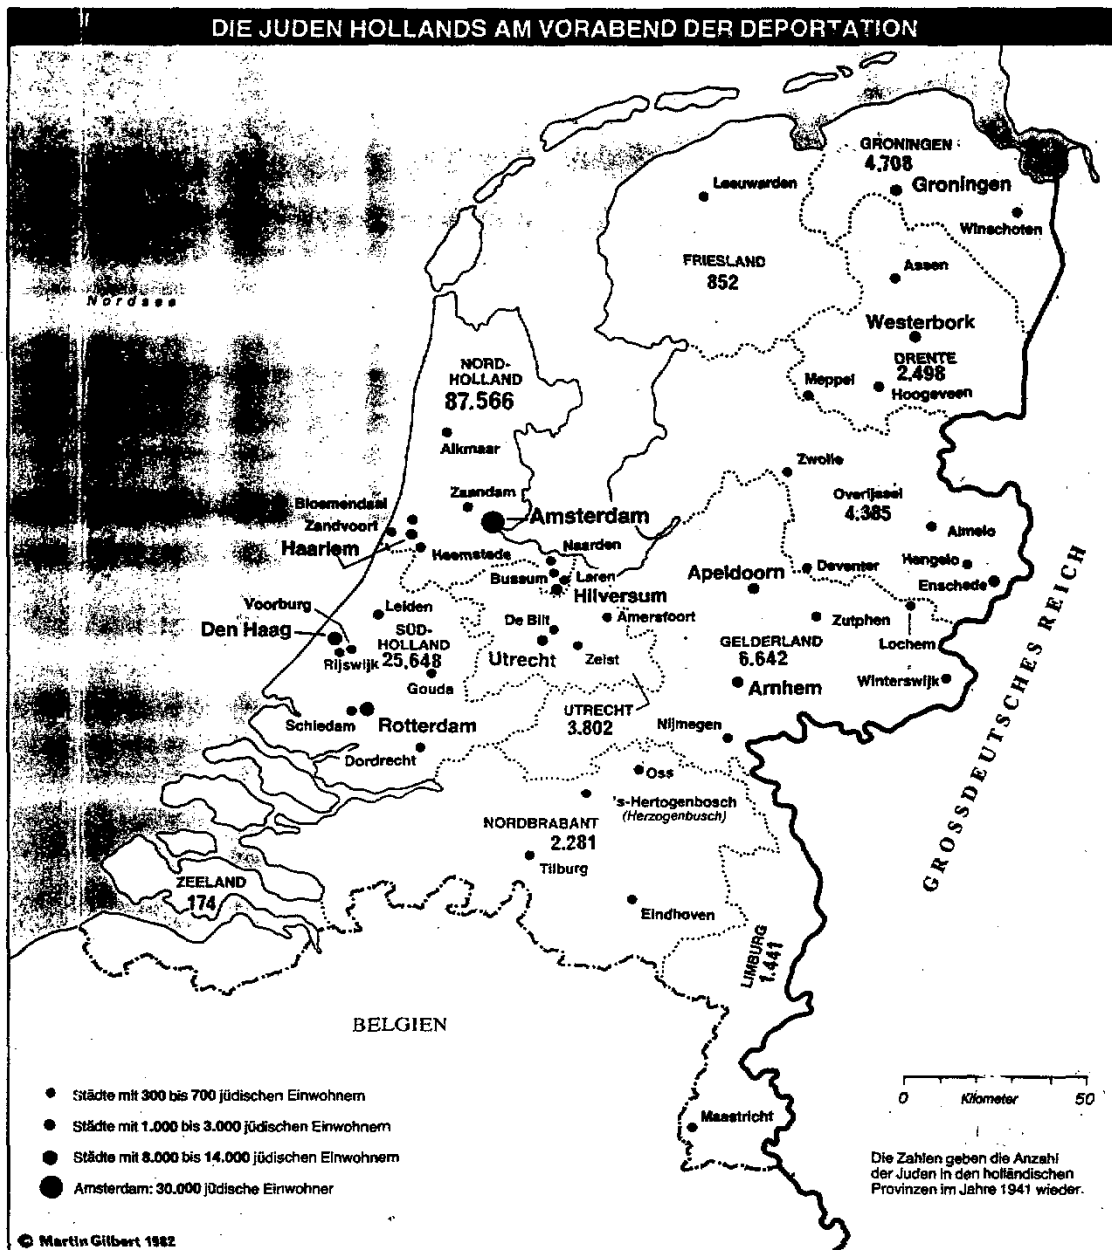 DIE JUDEN HOLLANDS AM VORABEND DER DEPORTATION
GRONINGEN
4.708
Groningen
Leeuwarden
Winschoten
FRIESLAND
852
Assen
Nordsee
Westerbork
DRENTE
2.498
Meppel
Hoogeveen
NORD-
HOLLAND
87.566
Alkmaar
Zwolle
Zaandam
Overijssel
4.385
Bloemendaal
Zandvoort
Amsterdam
Almelo
Haarlem
Heemstede
Naarden
Hengelo
Bussum
Laren
Apeldoorn
Deventer
Enschede
Hilversum
Voorburg
Leiden
De Bilt
Amersfoort
Zutphen
Den Haag
SÜD-
HOLLAND
25,648
GELDERLAND
6.642
Lochem
Rijswijk
Utrecht
Zeist
Gouda
Arnhem
Winterswijk
UTRECHT
3.802
Schiedam
Rotterdam
Nijmegen
Dordrecht
Oss
's-Hertogenbosch
(Herzogenbusch)
NORDBRABANT
2.281
Tilburg
ZEELAND
174
Eindhoven
LIMBURG
1.441
GROSSDEUTSCHES REICH
BELGIEN
Maastricht
Städte mit 300 bis 700 jüdischen Einwohnern
Städte mit 1.000 bis 3.000 jüdischen Einwohnern
Städte mit 8.000 bis 14.000 jüdischen Einwohnern
Amsterdam: 30.000 jüdische Einwohner
0 Kilometer 50
Die Zahlen geben die Anzahl
der Juden in den holländischen
Provinzen im Jahre 1941 wieder.
© Martin Gilbert 1982